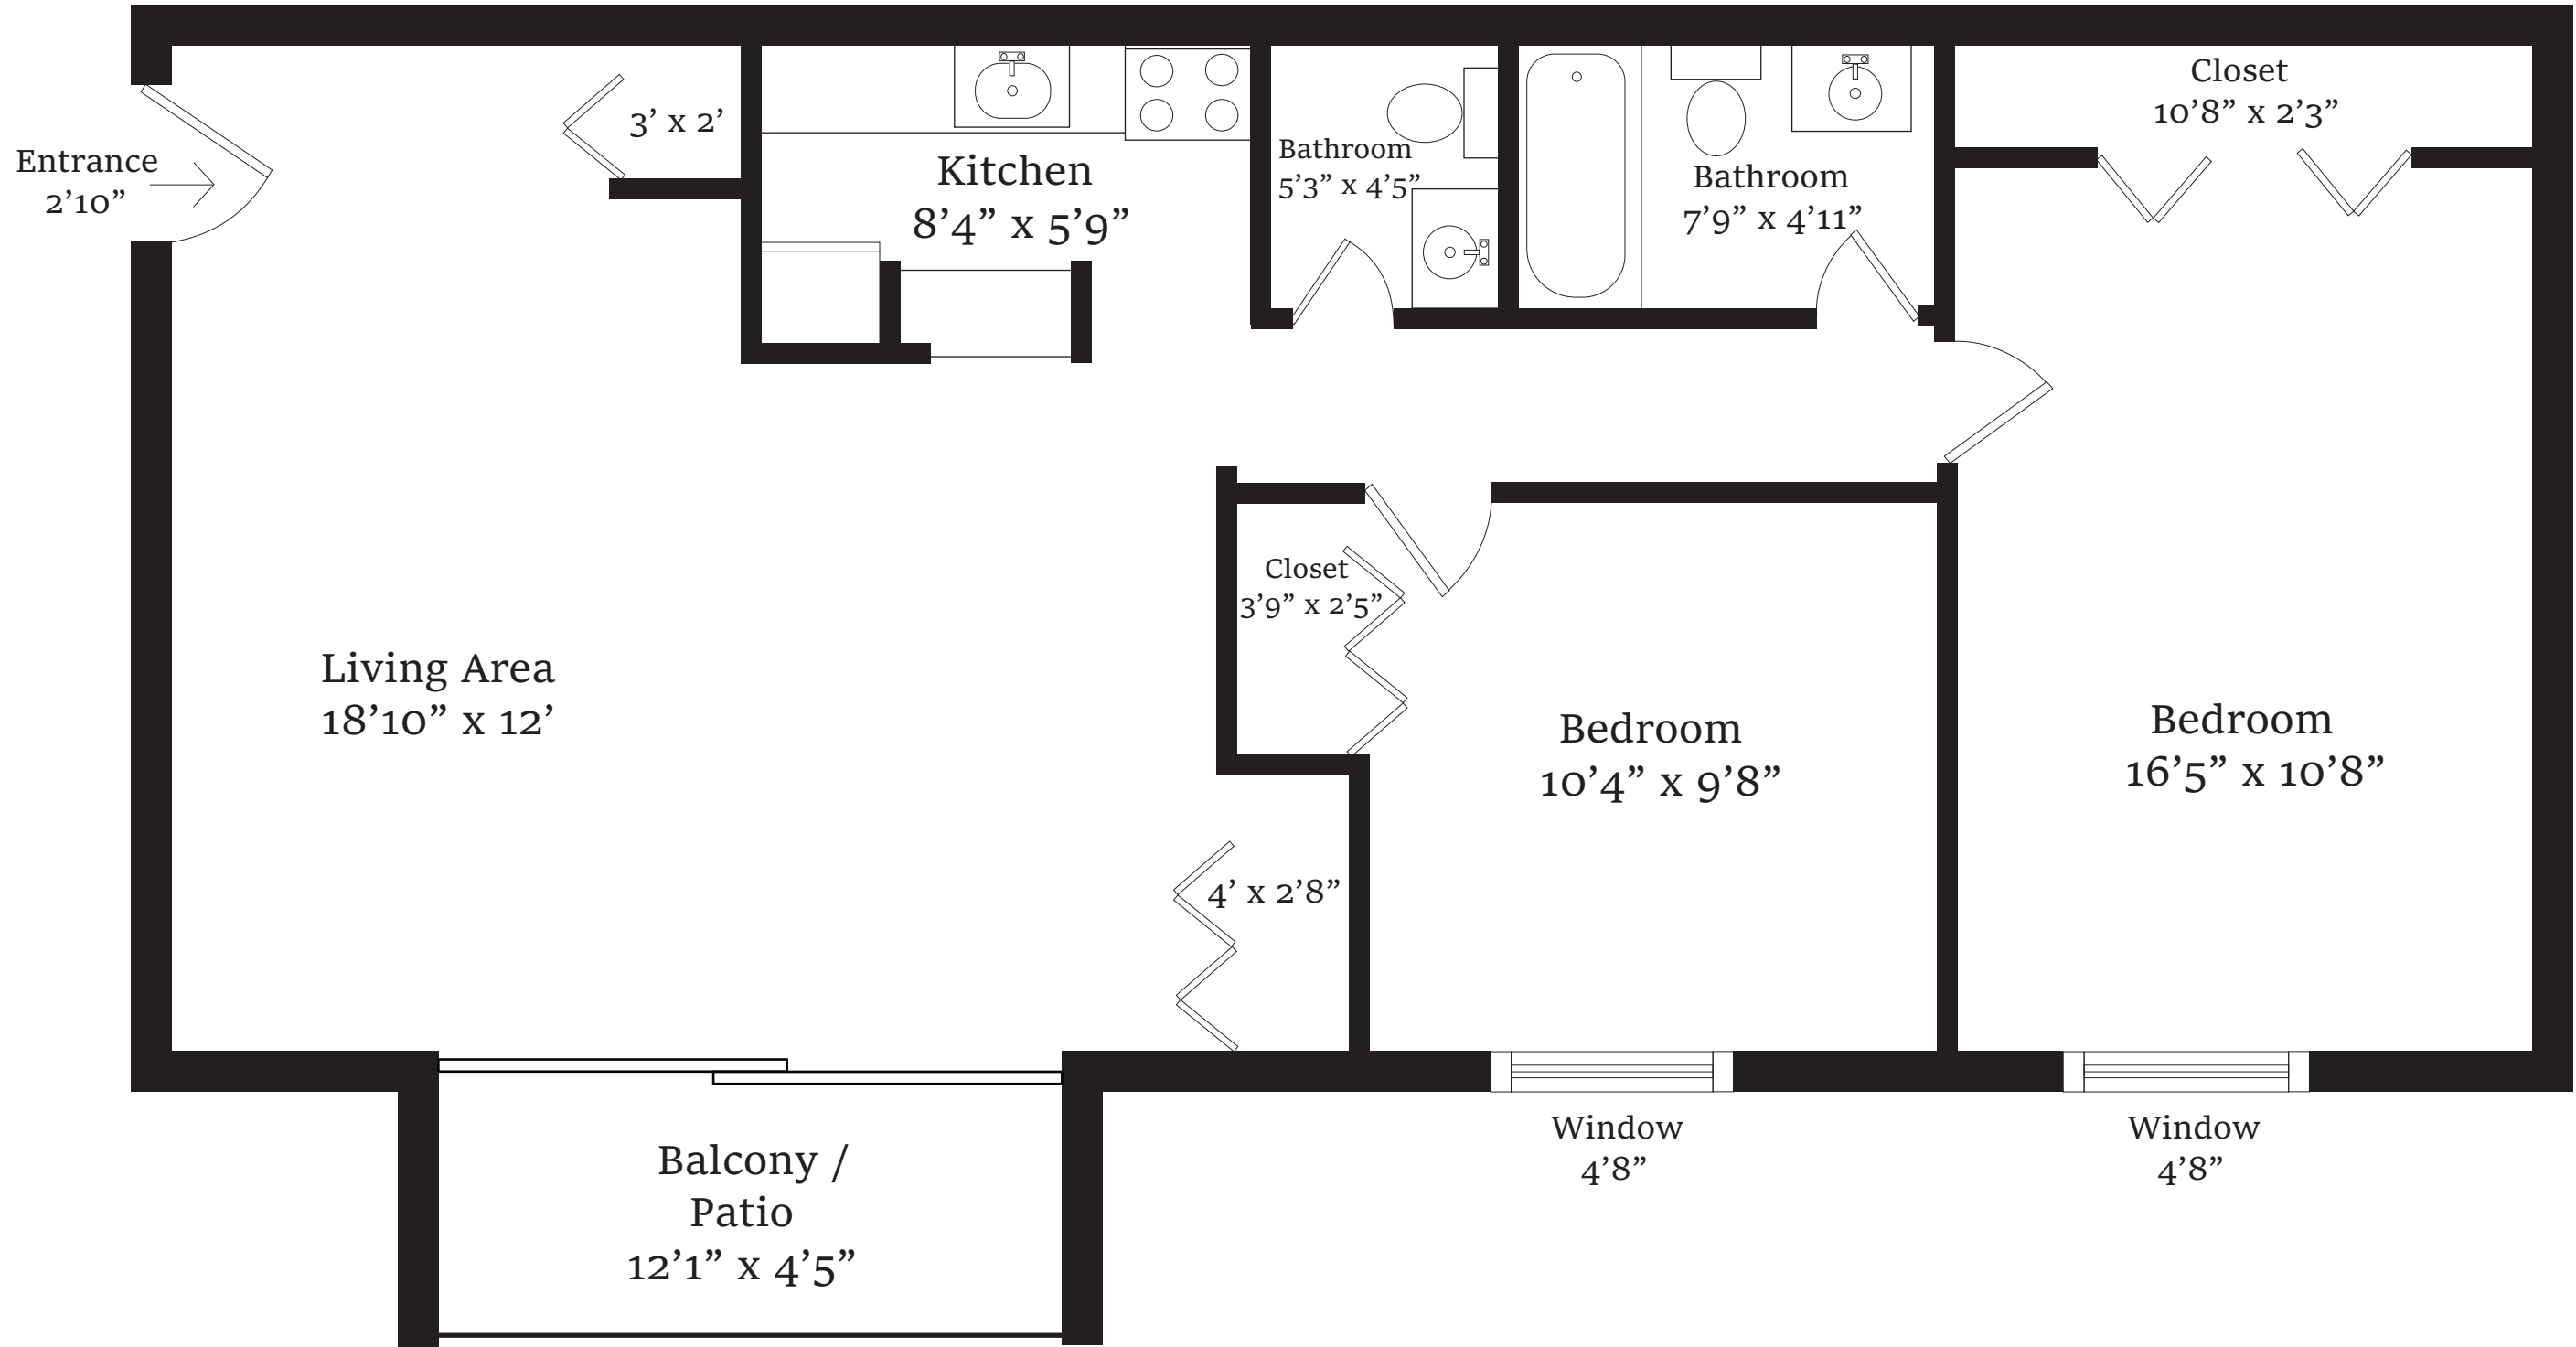 Entrance
2’10”
3’ x 2’
Kitchen
8’4” x 5’9”
Bathroom
5’3” x 4’5”
Bathroom
7’9” x 4’11”
Closet
10’8” x 2’3”
Living Area
18’10” x 12’
Closet
3’9” x 2’5”
4’ x 2’8”
Bedroom
10’4” x 9’8”
Bedroom
16’5” x 10’8”
Balcony /
Patio
12’1” x 4’5”
Window
4’8”
Window
4’8”